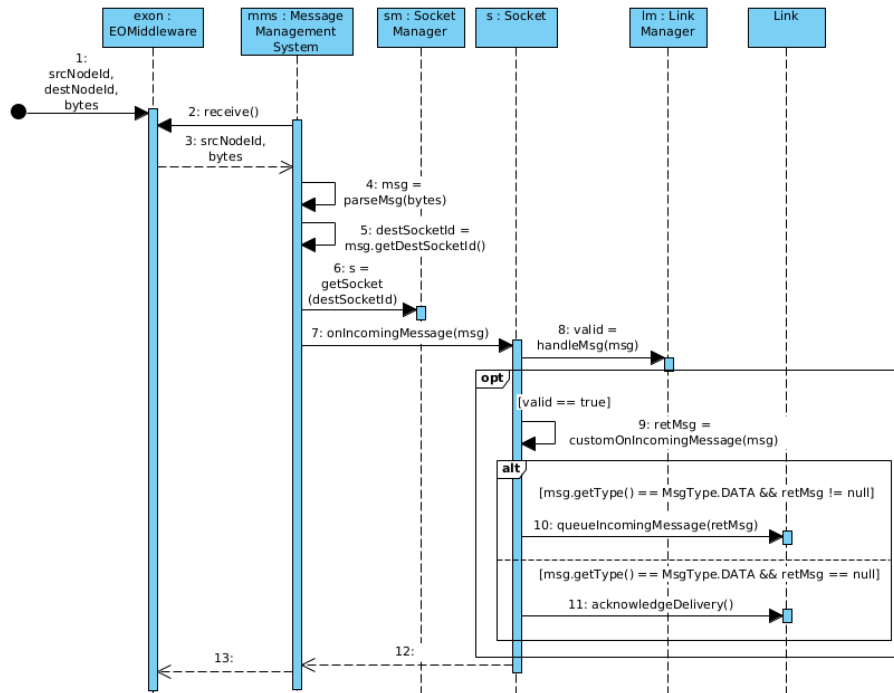 exon :
EOMiddleware
mms : Message
Management
System
sm : Socket
Manager
s : Socket
lm : Link
Manager
Link
1:
srcNodeId,
destNodeId,
bytes
2: receive()
3: srcNodeId,
bytes
4: msg =
parseMsg(bytes)
5: destSocketId =
msg.getDestSocketId()
6: s =
getSocket
(destSocketId)
7: onIncomingMessage(msg)
8: valid =
handleMsg(msg)
opt
[valid == true]
9: retMsg =
customOnIncomingMessage(msg)
alt
[msg.getType() == MsgType.DATA && retMsg != null]
10: queueIncomingMessage(retMsg)
[msg.getType() == MsgType.DATA && retMsg == null]
11: acknowledgeDelivery()
12:
13: